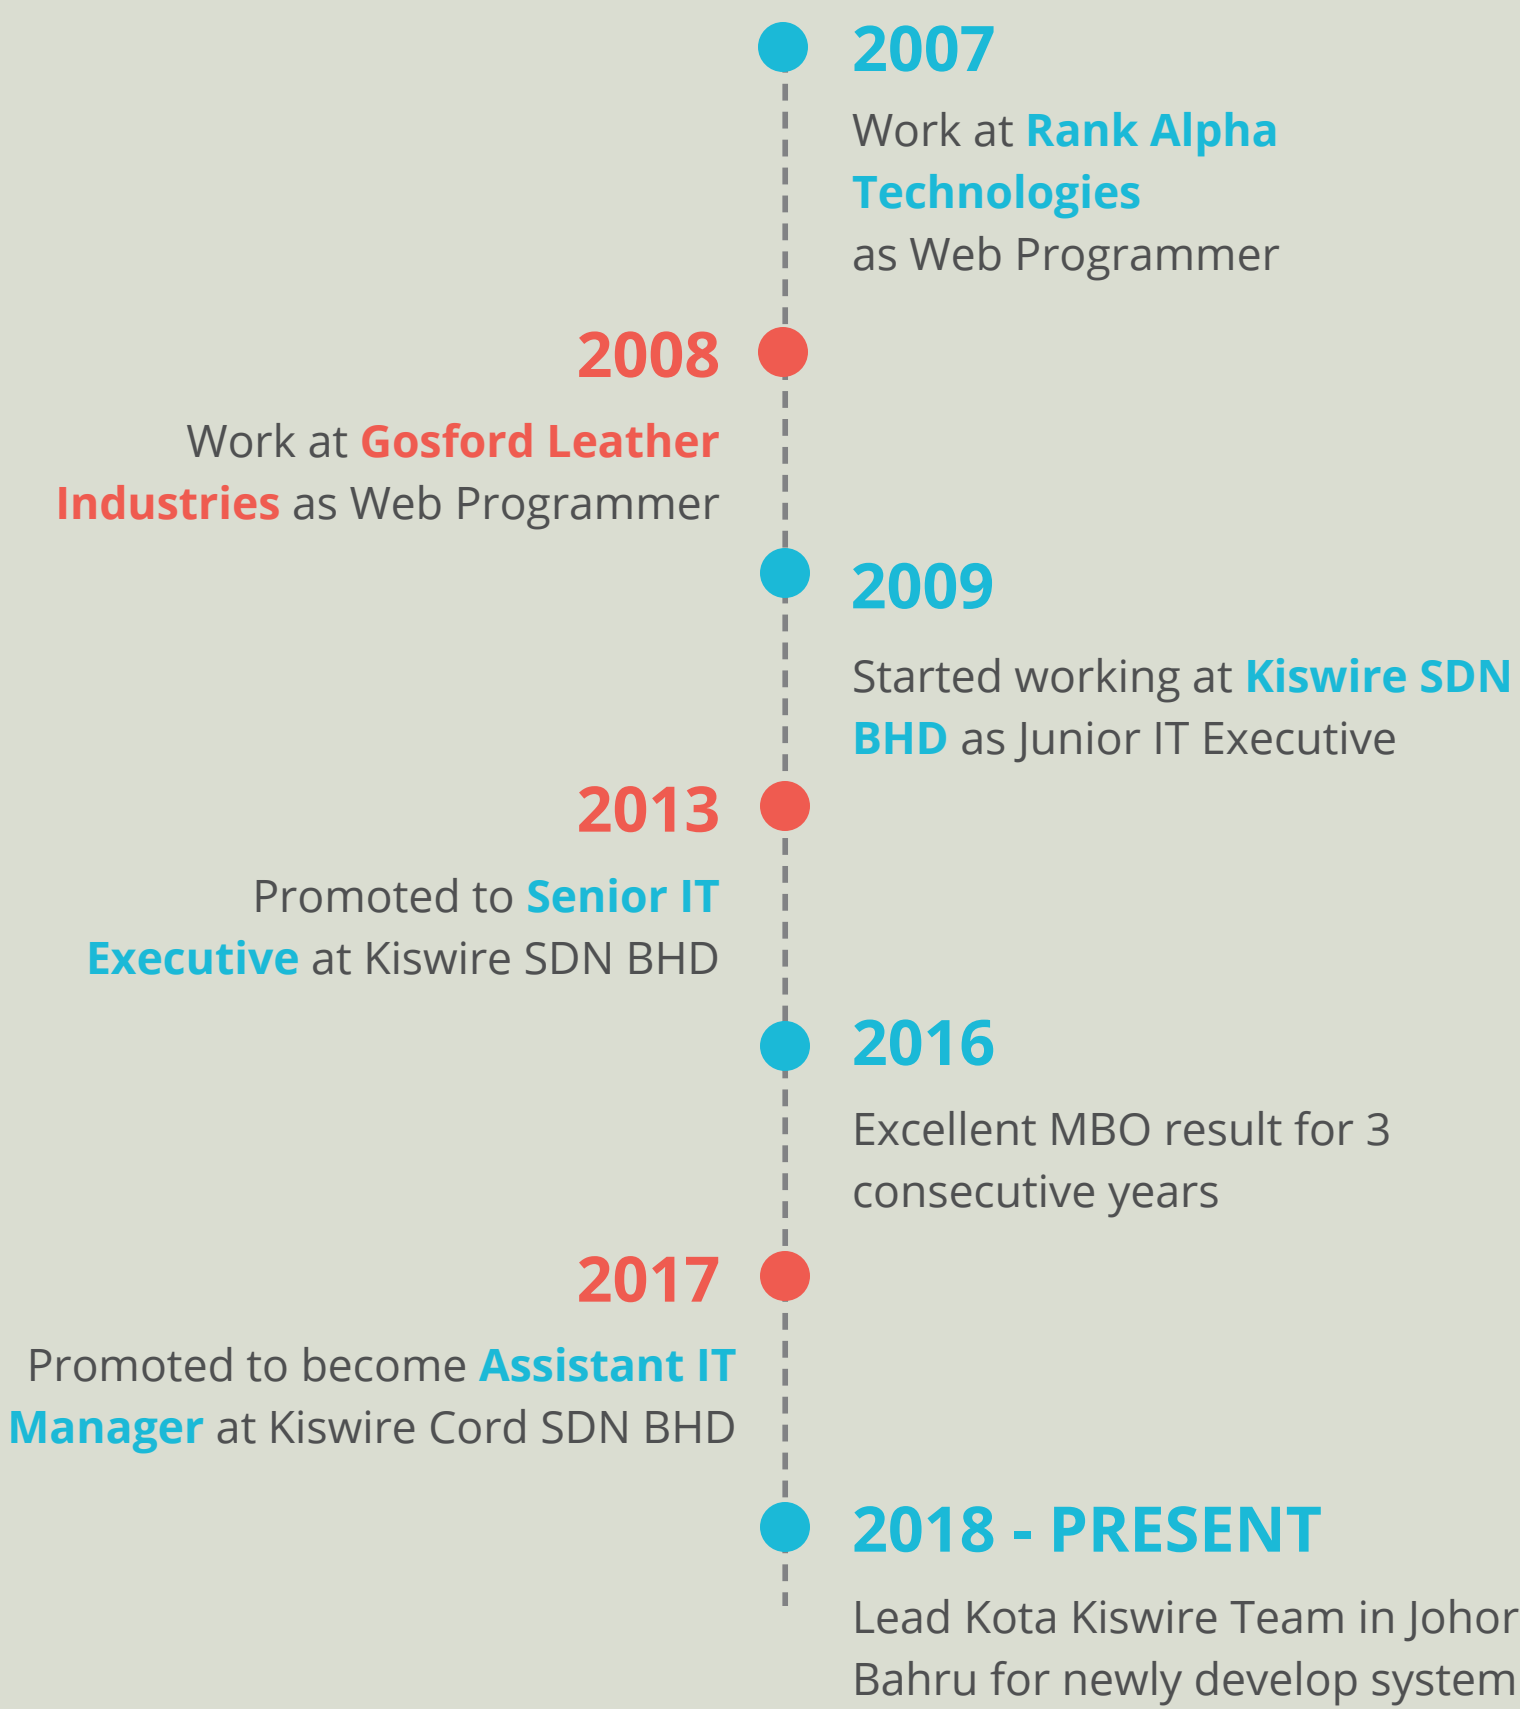 2007
Work at Rank Alpha
Technologies
as Web Programmer
2008
Work at Gosford Leather
Industries as Web Programmer
2009
Started working at Kiswire SDN
BHD as Junior IT Executive
2013
Promoted to Senior IT
Executive at Kiswire SDN BHD
2016
Excellent MBO result for 3
consecutive years
2017
Promoted to become Assistant IT
Manager at Kiswire Cord SDN BHD
2018 - PRESENT
Lead Kota Kiswire Team in Johor
Bahru for newly develop system